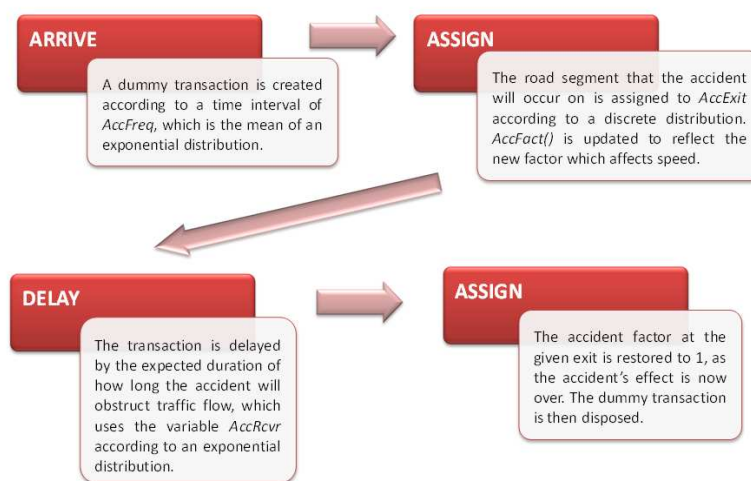 ARRIVE
A dummy transaction is created
according to a time interval of
AccFreq, which is the mean of an
exponential distribution.
ASSIGN
The road segment that the accident
will occur on is assigned to AccExit
according to a discrete distribution.
AccFact() is updated to reflect the
new factor which affects speed.
DELAY
The transaction is delayed
by the expected duration of
how long the accident will
obstruct traffic flow, which
uses the variable AccRcvr
according to an exponential
distribution.
ASSIGN
The accident factor at the
given exit is restored to 1, as
the accident's effect is now
over. The dummy transaction
is then disposed.